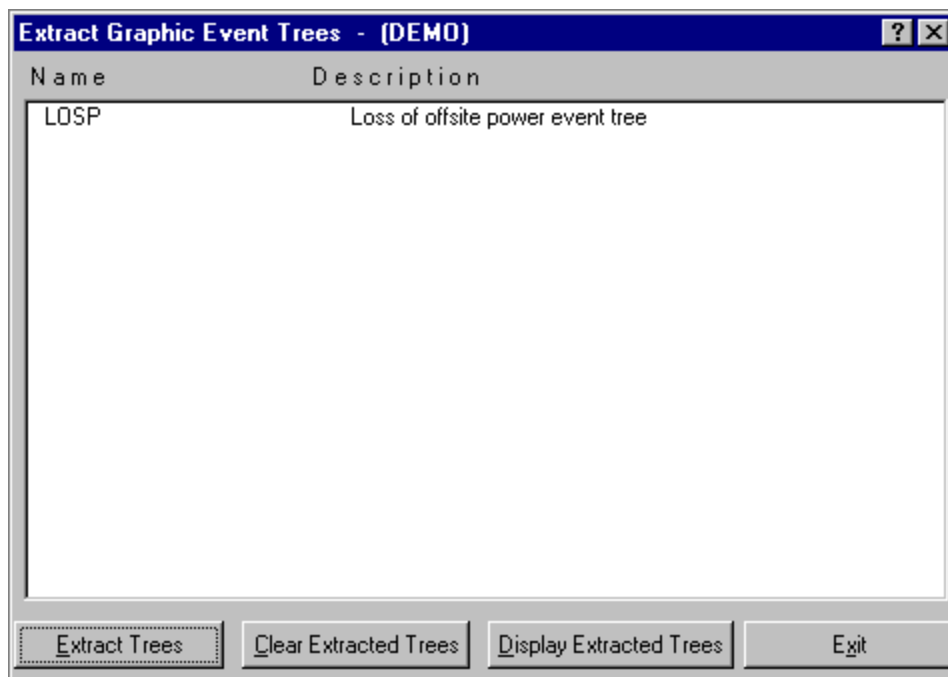 Extract Graphic Event Trees - (DEMO) ?
Name Description
LOSP Loss of offsite power event tree
Extract Trees Clear Extracted Trees Display Extracted Trees Exit